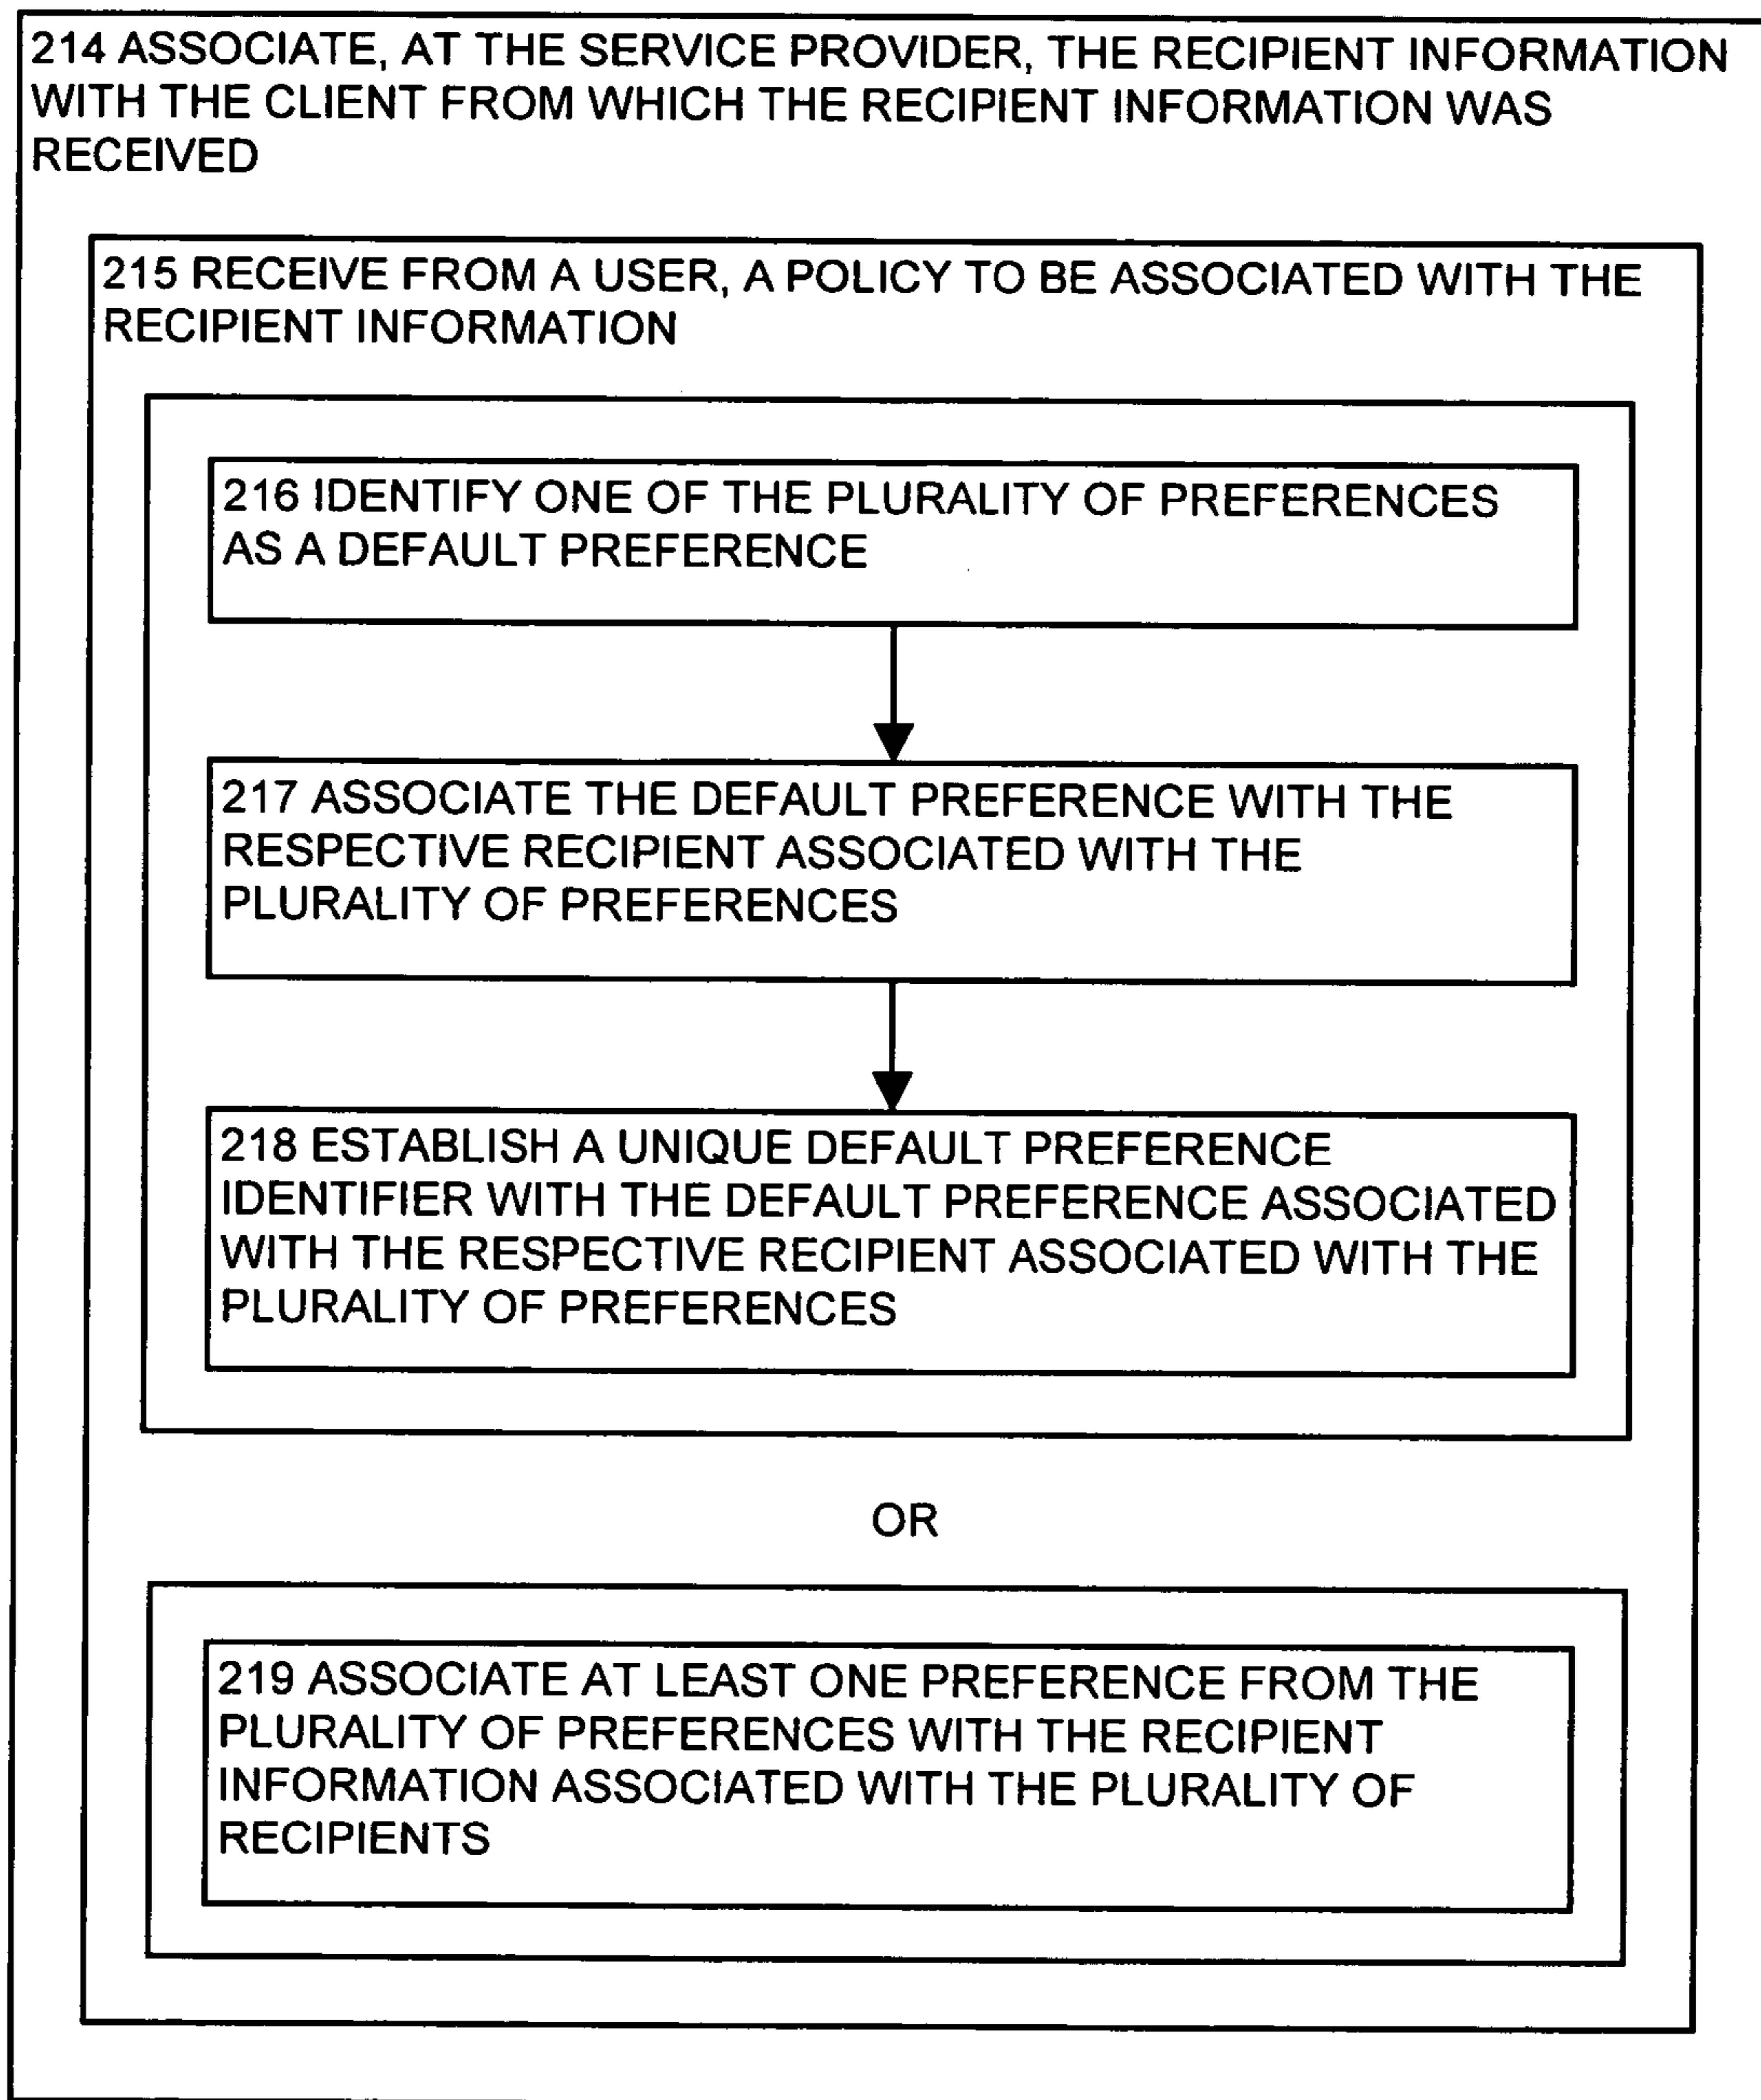 214 ASSOCIATE, AT THE SERVICE PROVIDER, THE RECIPIENT INFORMATION
WITH THE CLIENT FROM WHICH THE RECIPIENT INFORMATION WAS
RECEIVED
215 RECEIVE FROM A USER, A POLICY TO BE ASSOCIATED WITH THE
RECIPIENT INFORMATION
216 IDENTIFY ONE OF THE PLURALITY OF PREFERENCES
AS A DEFAULT PREFERENCE
217 ASSOCIATE THE DEFAULT PREFERENCE WITH THE
RESPECTIVE RECIPIENT ASSOCIATED WITH THE
PLURALITY OF PREFERENCES
218 ESTABLISH A UNIQUE DEFAULT PREFERENCE
IDENTIFIER WITH THE DEFAULT PREFERENCE ASSOCIATED
WITH THE RESPECTIVE RECIPIENT ASSOCIATED WITH THE
PLURALITY OF PREFERENCES
OR
219 ASSOCIATE AT LEAST ONE PREFERENCE FROM THE
PLURALITY OF PREFERENCES WITH THE RECIPIENT
INFORMATION ASSOCIATED WITH THE PLURALITY OF
RECIPIENTS